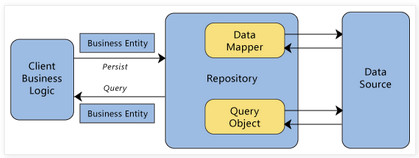 Client
Business
Logic
Business Entity
Persist
Query
Business Entity
Data
Mapper
Repository
Query
Object
Data
Source